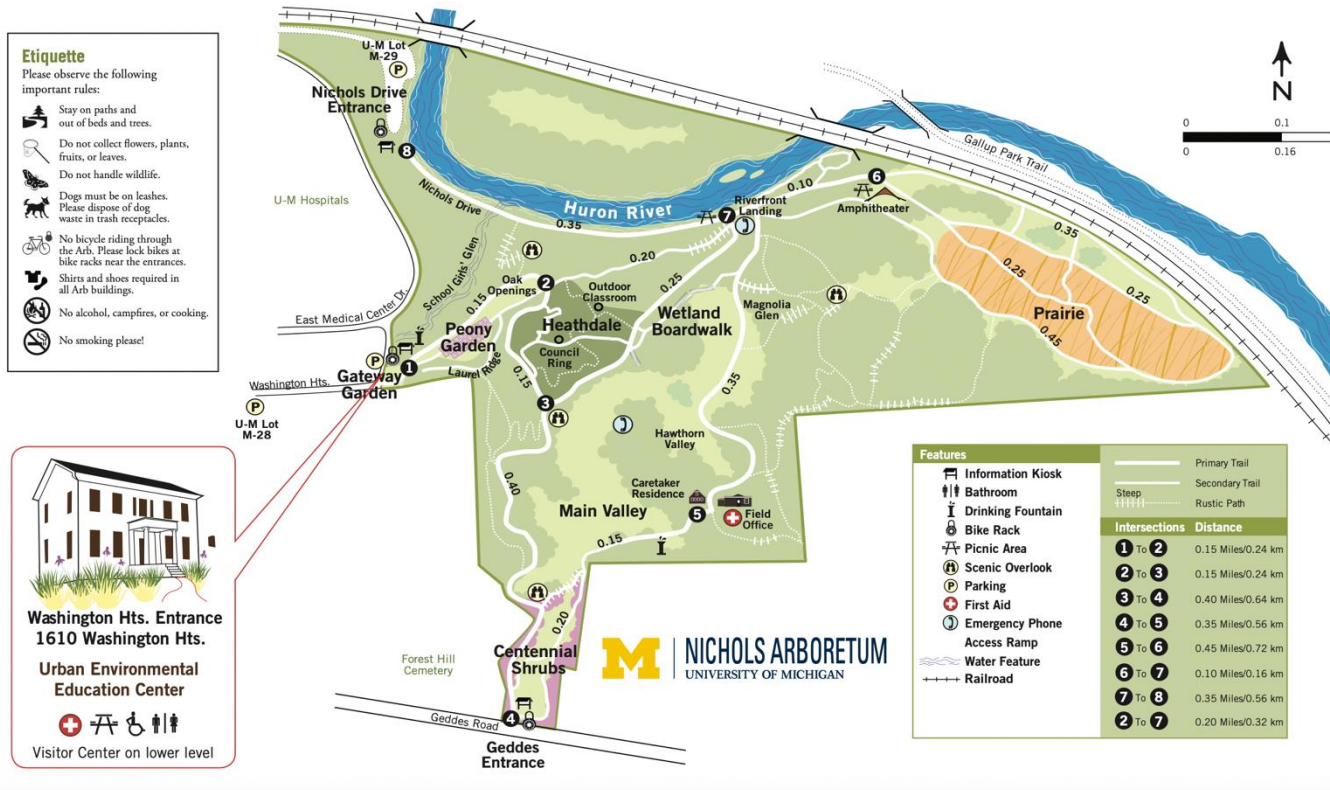 Etiquette
Please observe the following
important rules:
Stay on paths and
out of beds and trees.
Do not collect flowers, plants,
fruits, or leaves.
Do not handle wildlife.
Dogs must be on leashes.
Please dispose of dog
waste in trash receptacles.
No bicycle riding through
the Arb. Please lock bikes at
bike racks near the entrances.
Shirts and shoes required in
all Arb buildings.
No alcohol, campfires, or cooking.
No smoking please!
U-M Lot
M-29
P
Nichols Drive
Entrance
8
U-M Hospitals
Nichols Drive
Huron River
0.35
School Girls' Glen
East Medical Center Dr.
Washington Hts.
P
U-M Lot
M-28
P
1
Gateway
Garden
Oak
Openings
2
0.15
Peony
Garden
Laurel Ridge
0.20
Outdoor
Classroom
Heathdale
Council
Ring
0.15
3
0.25
Wetland
Boardwalk
7
Riverfront
Landing
0.10
6
Amphitheater
Magnolia
Glen
0.35
0.35
0.25
0.25
0.45
Prairie
Gallup Park Trail
N
0
0.1
0
0.16
Hawthorn
Valley
Caretaker
Residence
5
Field
Office
Main Valley
0.15
0.40
0.20
Centennial
Shrubs
Forest Hill
Cemetery
Geddes Road
4
Geddes
Entrance
Washington Hts. Entrance
1610 Washington Hts.
Urban Environmental
Education Center
Visitor Center on lower level
M
NICHOLS ARBORETUM
UNIVERSITY OF MICHIGAN
Features
Information Kiosk
Bathroom
Drinking Fountain
Bike Rack
Picnic Area
Scenic Overlook
P Parking
First Aid
Emergency Phone
Access Ramp
Water Feature
Railroad
Primary Trail
Secondary Trail
Steep
Rustic Path
Intersections Distance
1 To 2 0.15 Miles/0.24 km
2 To 3 0.15 Miles/0.24 km
3 To 4 0.40 Miles/0.64 km
4 To 5 0.35 Miles/0.56 km
5 To 6 0.45 Miles/0.72 km
6 To 7 0.10 Miles/0.16 km
7 To 8 0.35 Miles/0.56 km
2 To 7 0.20 Miles/0.32 km